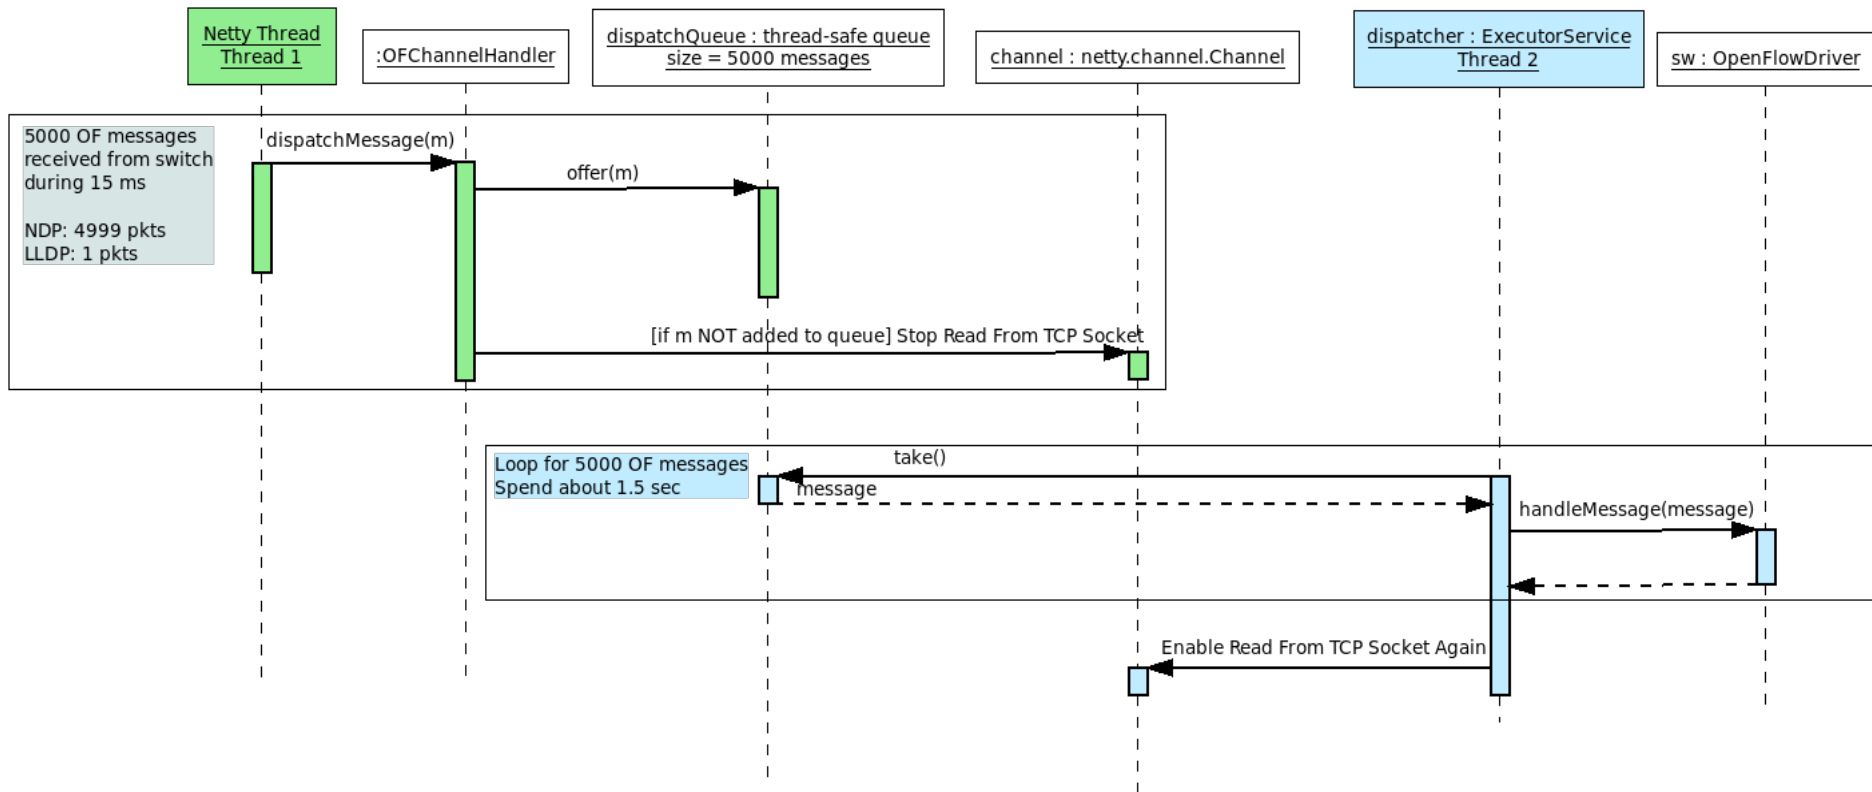 Netty Thread
Thread 1
:OFChannelHandler
dispatchQueue : thread-safe queue
size = 5000 messages
channel : netty.channel.Channel
dispatcher : ExecutorService
Thread 2
sw : OpenFlowDriver
5000 OF messages
received from switch
during 15 ms
NDP: 4999 pkts
LLDP: 1 pkts
dispatchMessage(m)
offer(m)
[if m NOT added to queue] Stop Read From TCP Socket
Loop for 5000 OF messages
Spend about 1.5 sec
take()
message
handleMessage(message)
Enable Read From TCP Socket Again